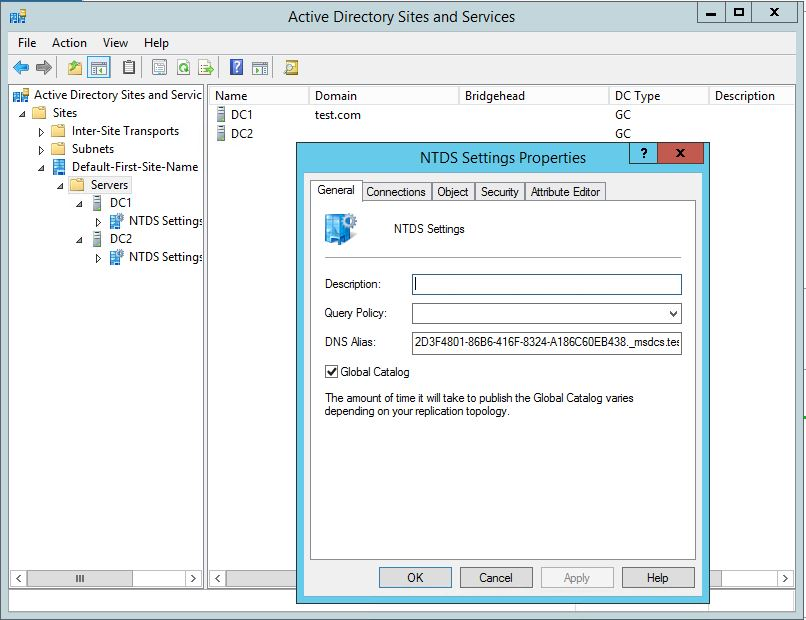 Active Directory Sites and Services
File Action View Help
Active Directory Sites and Servic
Sites
Inter-Site Transports
Subnets
Default-First-Site-Name
Servers
DC1
NTDS Settings
DC2
NTDS Settings
Name Domain Bridgehead DC Type Description
DC1 test.com GC
DC2 GC
NTDS Settings Properties
? x
General Connections Object Security Attribute Editor
NTDS Settings
Description:
Query Policy:
DNS Alias: 2D3F4801-86B6-416F-8324-A186C60EB438._msdcs.tes
Global Catalog
The amount of time it will take to publish the Global Catalog varies
depending on your replication topology.
OK Cancel Apply Help